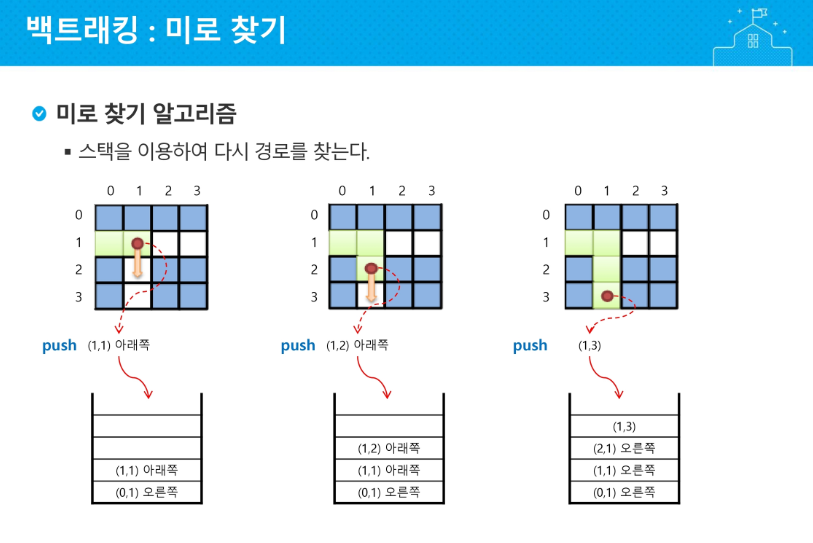 백트래킹 : 미로 찾기
미로 찾기 알고리즘
▪ 스택을 이용하여 다시 경로를 찾는다.
0 1 2 3
0
1
2
3
push (1,1) 아래쪽
(1,1) 아래쪽
(0,1) 오른쪽
0 1 2 3
0
1
2
3
push (1,2) 아래쪽
(1,2) 아래쪽
(1,1) 아래쪽
(0,1) 오른쪽
0 1 2 3
0
1
2
3
push (1,3)
(1,3)
(2,1) 오른쪽
(1,1) 오른쪽
(0,1) 오른쪽